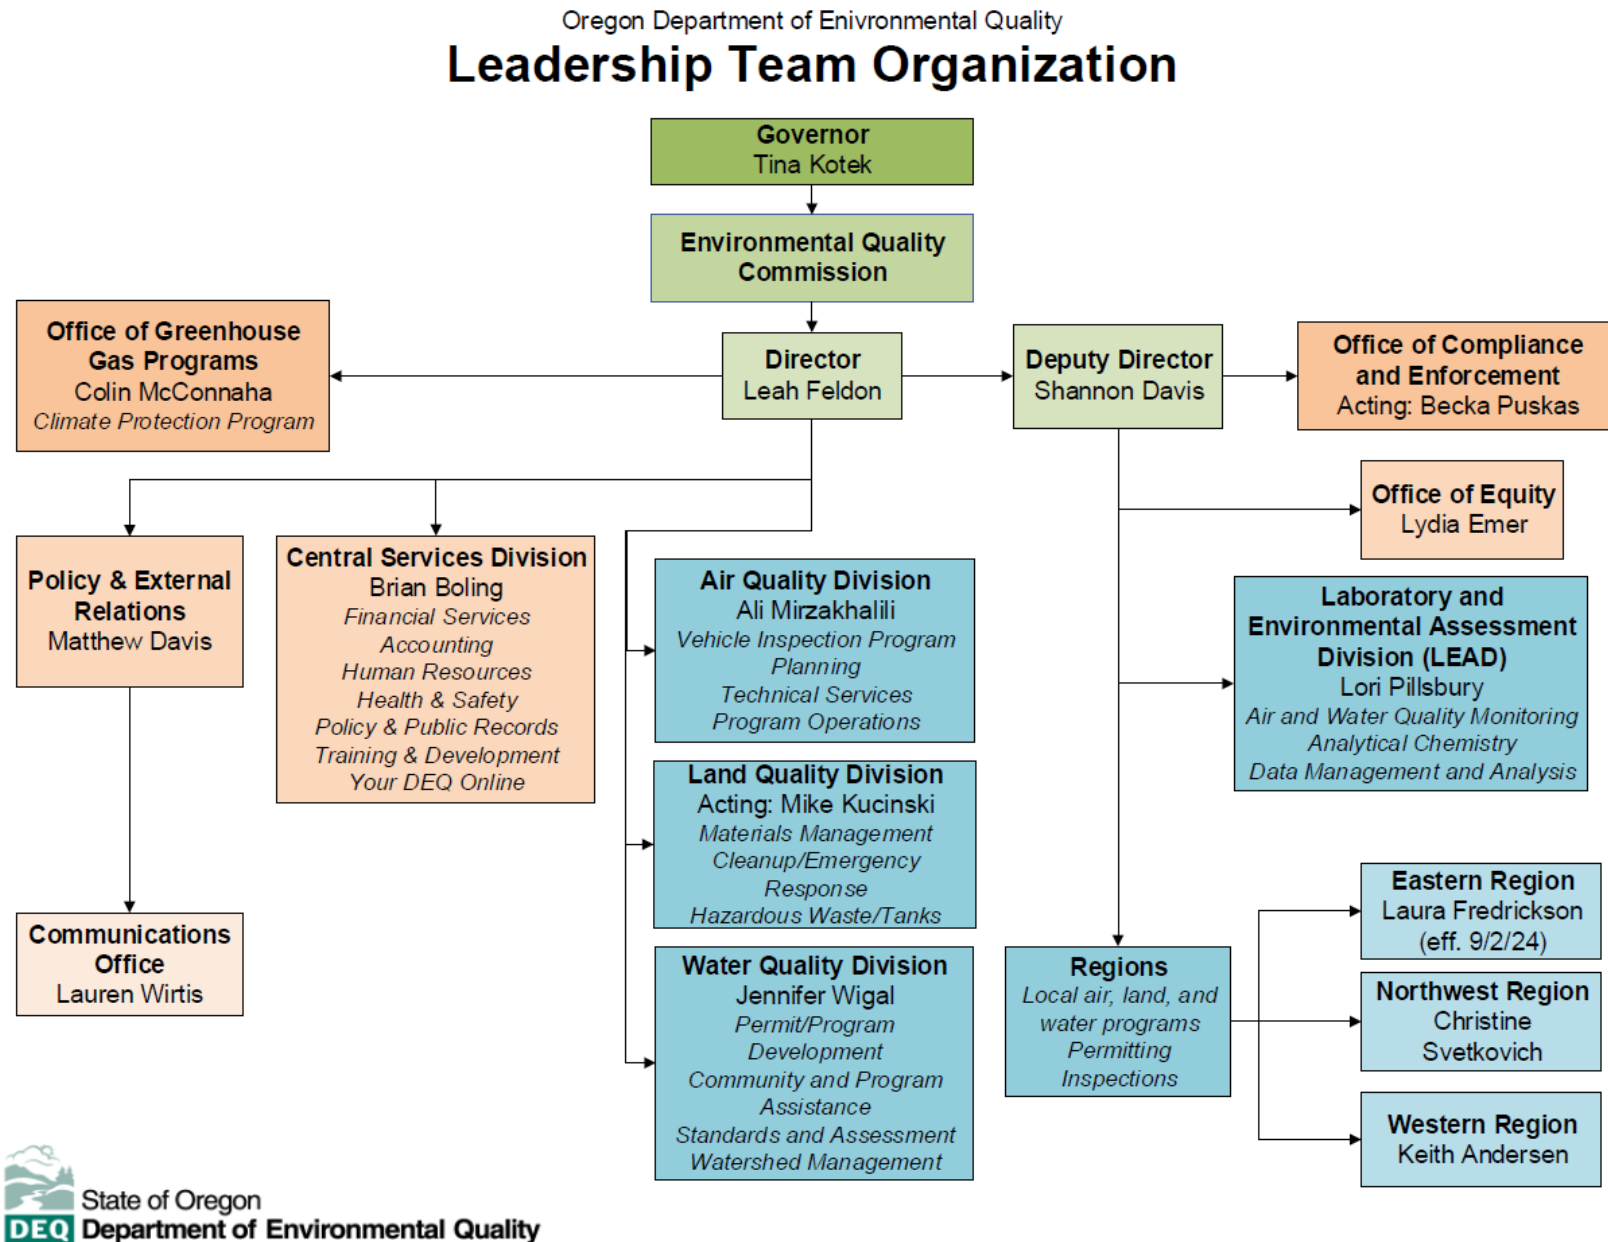 Oregon Department of Enivronmental Quality
Leadership Team Organization
Governor
Tina Kotek
Environmental Quality
Commission
Office of Greenhouse
Gas Programs
Colin McConnaha
Climate Protection Program
Director
Leah Feldon
Deputy Director
Shannon Davis
Office of Compliance
and Enforcement
Acting: Becka Puskas
Office of Equity
Lydia Emer
Policy & External
Relations
Matthew Davis
Central Services Division
Brian Boling
Financial Services
Accounting
Human Resources
Health & Safety
Policy & Public Records
Training & Development
Your DEQ Online
Air Quality Division
Ali Mirzakhalili
Vehicle Inspection Program
Planning
Technical Services
Program Operations
Laboratory and
Environmental Assessment
Division (LEAD)
Lori Pillsbury
Air and Water Quality Monitoring
Analytical Chemistry
Data Management and Analysis
Land Quality Division
Acting: Mike Kucinski
Materials Management
Cleanup/Emergency
Response
Hazardous Waste/Tanks
Communications
Office
Lauren Wirtis
Water Quality Division
Jennifer Wigal
Permit/Program
Development
Community and Program
Assistance
Standards and Assessment
Watershed Management
Regions
Local air, land, and
water programs
Permitting
Inspections
Eastern Region
Laura Fredrickson
(eff. 9/2/24)
Northwest Region
Christine
Svetkovich
Western Region
Keith Andersen
State of Oregon
DEQ Department of Environmental Quality